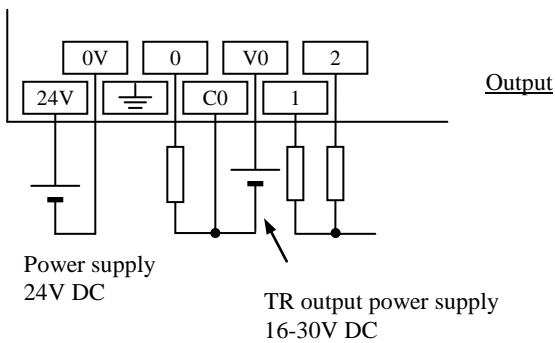 0V 0 V0 2
24V C0 1
Output
Power supply
24V DC
TR output power supply
16-30V DC